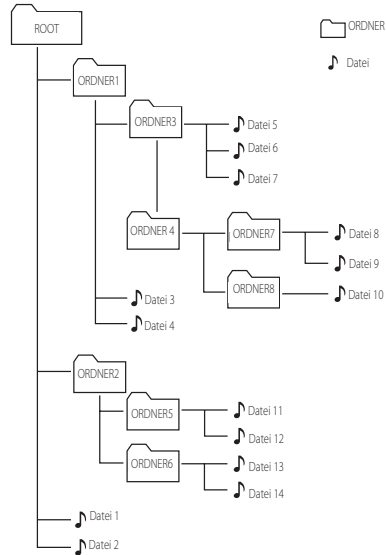 ROOT
ORDNER
Datei
ORDNER1
ORDNER3
Datei 5
Datei 6
Datei 7
ORDNER 4
ORDNER7
Datei 8
Datei 9
ORDNER8
Datei 10
Datei 3
Datei 4
ORDNER2
ORDNER5
Datei 11
Datei 12
ORDNER6
Datei 13
Datei 14
Datei 1
Datei 2